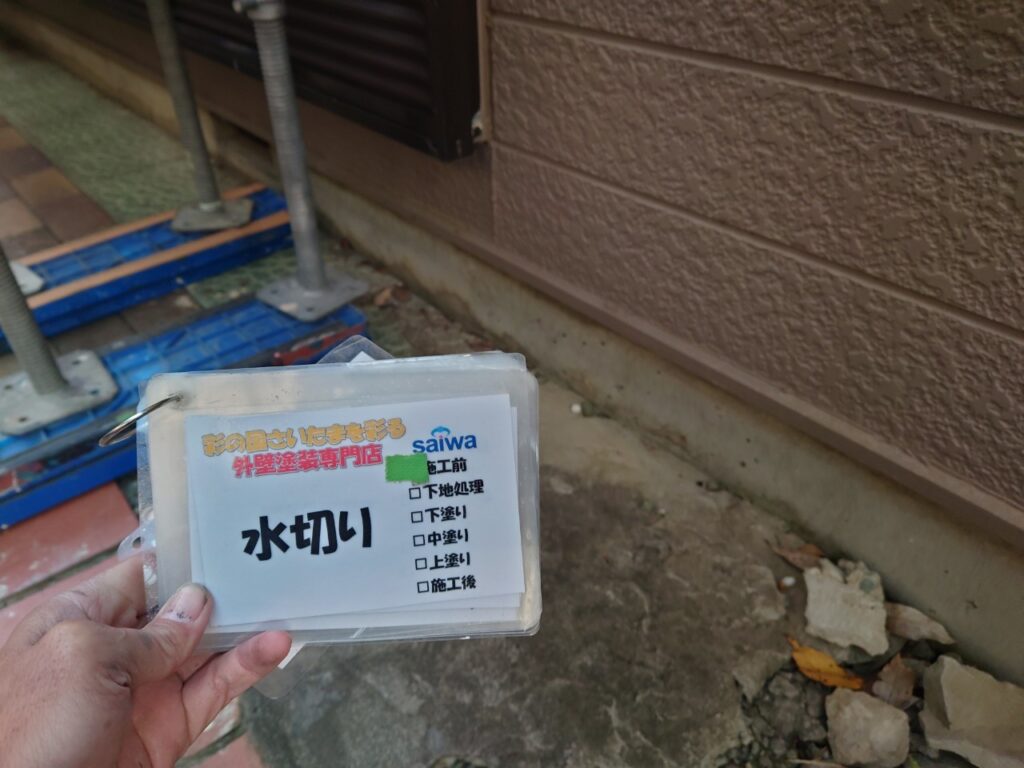 彩の国さいたまを彩る
外壁塗装専門店
saiwa
水切り
施工前
□下地処理
□下塗り
□中塗り
□上塗り
□施工後